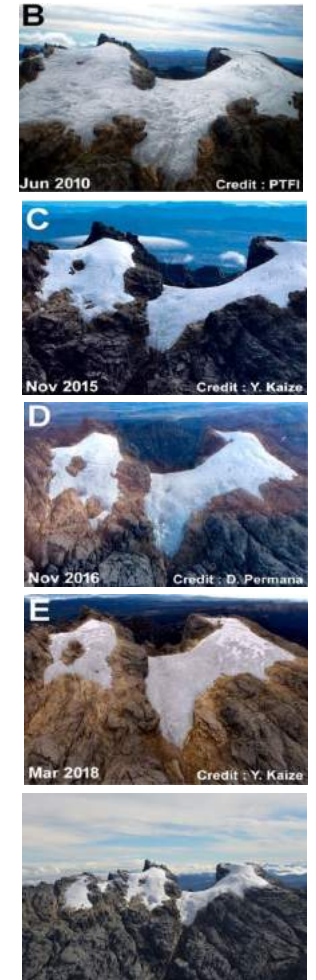 B
Jun 2010 Credit : PTFI
C
Nov 2015 Credit : Y. Kaize
D
Nov 2016 Credit : D. Permana
E
Mar 2018 Credit : Y. Kaize